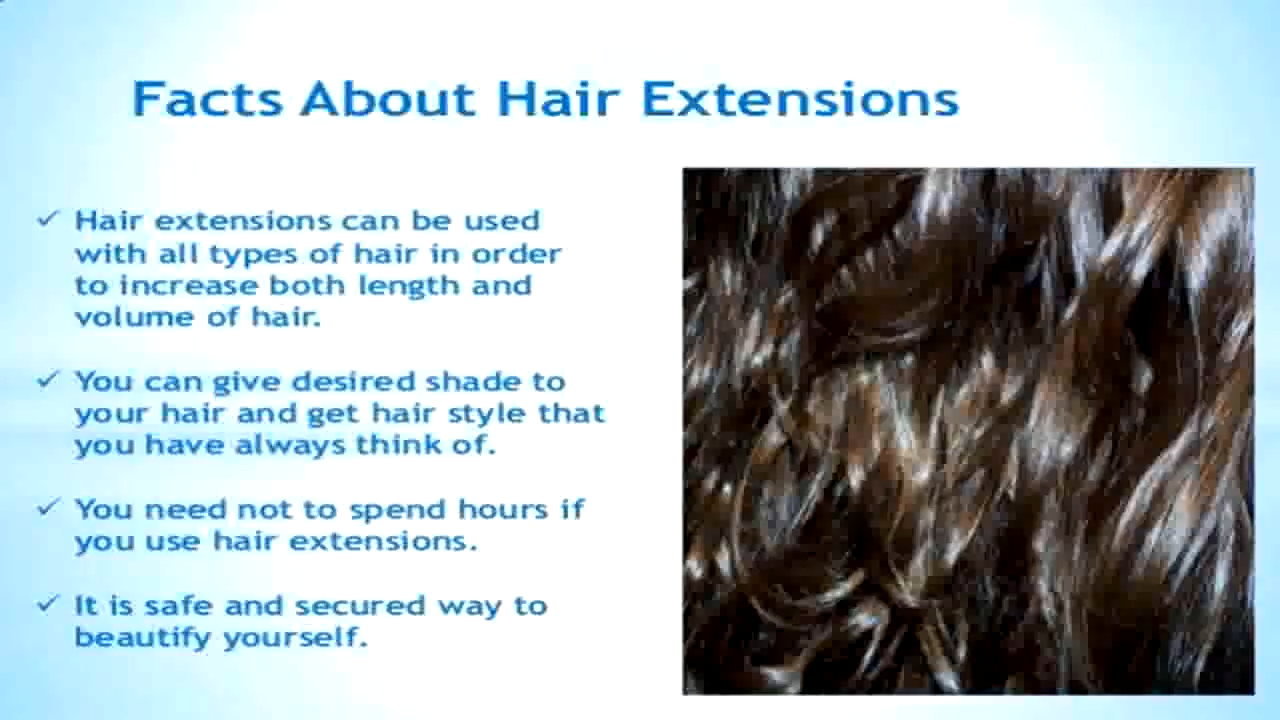 Facts About Hair Extensions
✓ Hair extensions can be used
with all types of hair in order
to increase both length and
volume of hair.
✓ You can give desired shade to
your hair and get hair style that
you have always think of.
✓ You need not to spend hours if
you use hair extensions.
✓ It is safe and secured way to
beautify yourself.